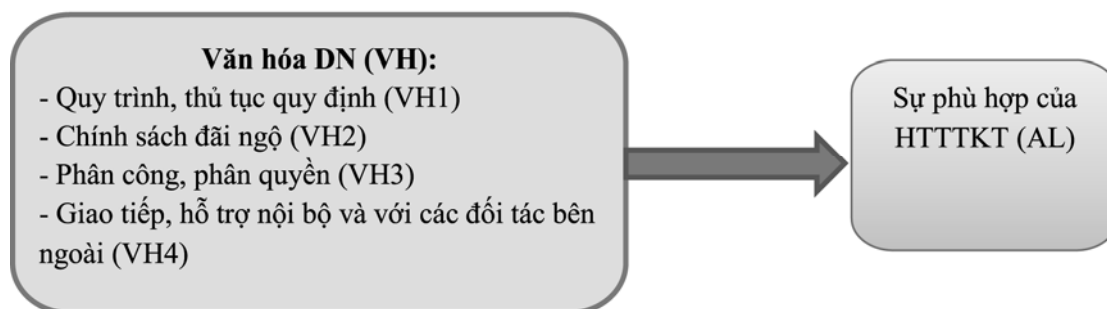 Văn hóa DN (VH):
- Quy trình, thủ tục quy định (VH1)
- Chính sách đãi ngộ (VH2)
- Phân công, phân quyền (VH3)
- Giao tiếp, hỗ trợ nội bộ và với các đối tác bên
ngoài (VH4)
Sự phù hợp của
HTTTKT (AL)